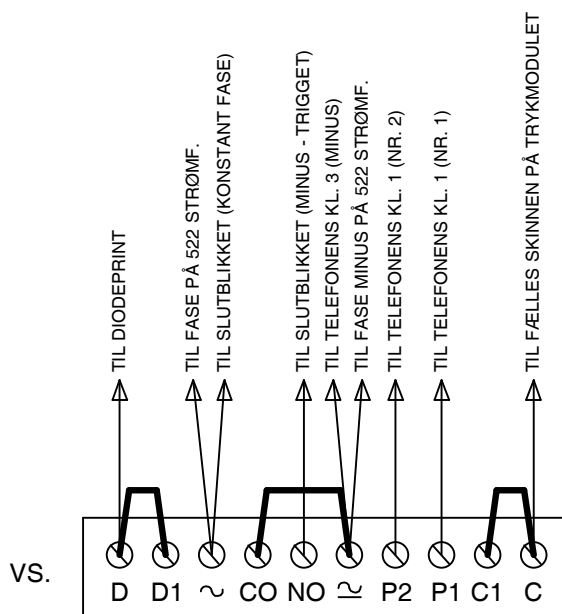 TIL DIODEPRINT
TIL FASE PÅ 522 STRØMF.
TIL SLUTBLIKKET (KONSTANT FASE)
TIL SLUTBLIKKET (MINUS - TRIGGET)
TIL TELEFONENS KL. 3 (MINUS)
TIL FASE MINUS PÅ 522 STRØMF.
TIL TELEFONENS KL. 1 (NR. 2)
TIL TELEFONENS KL. 1 (NR. 1)
TIL FÆLLES SKINNEN PÅ TRYKMODULET
VS.
D D1 ~ CO NO P2 P1 C1 C